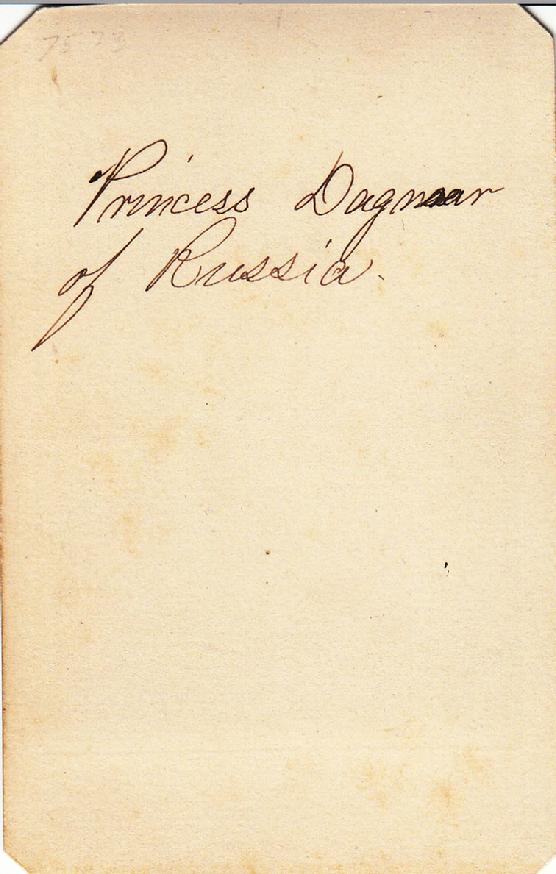 Princess Dagmar
of Russia.